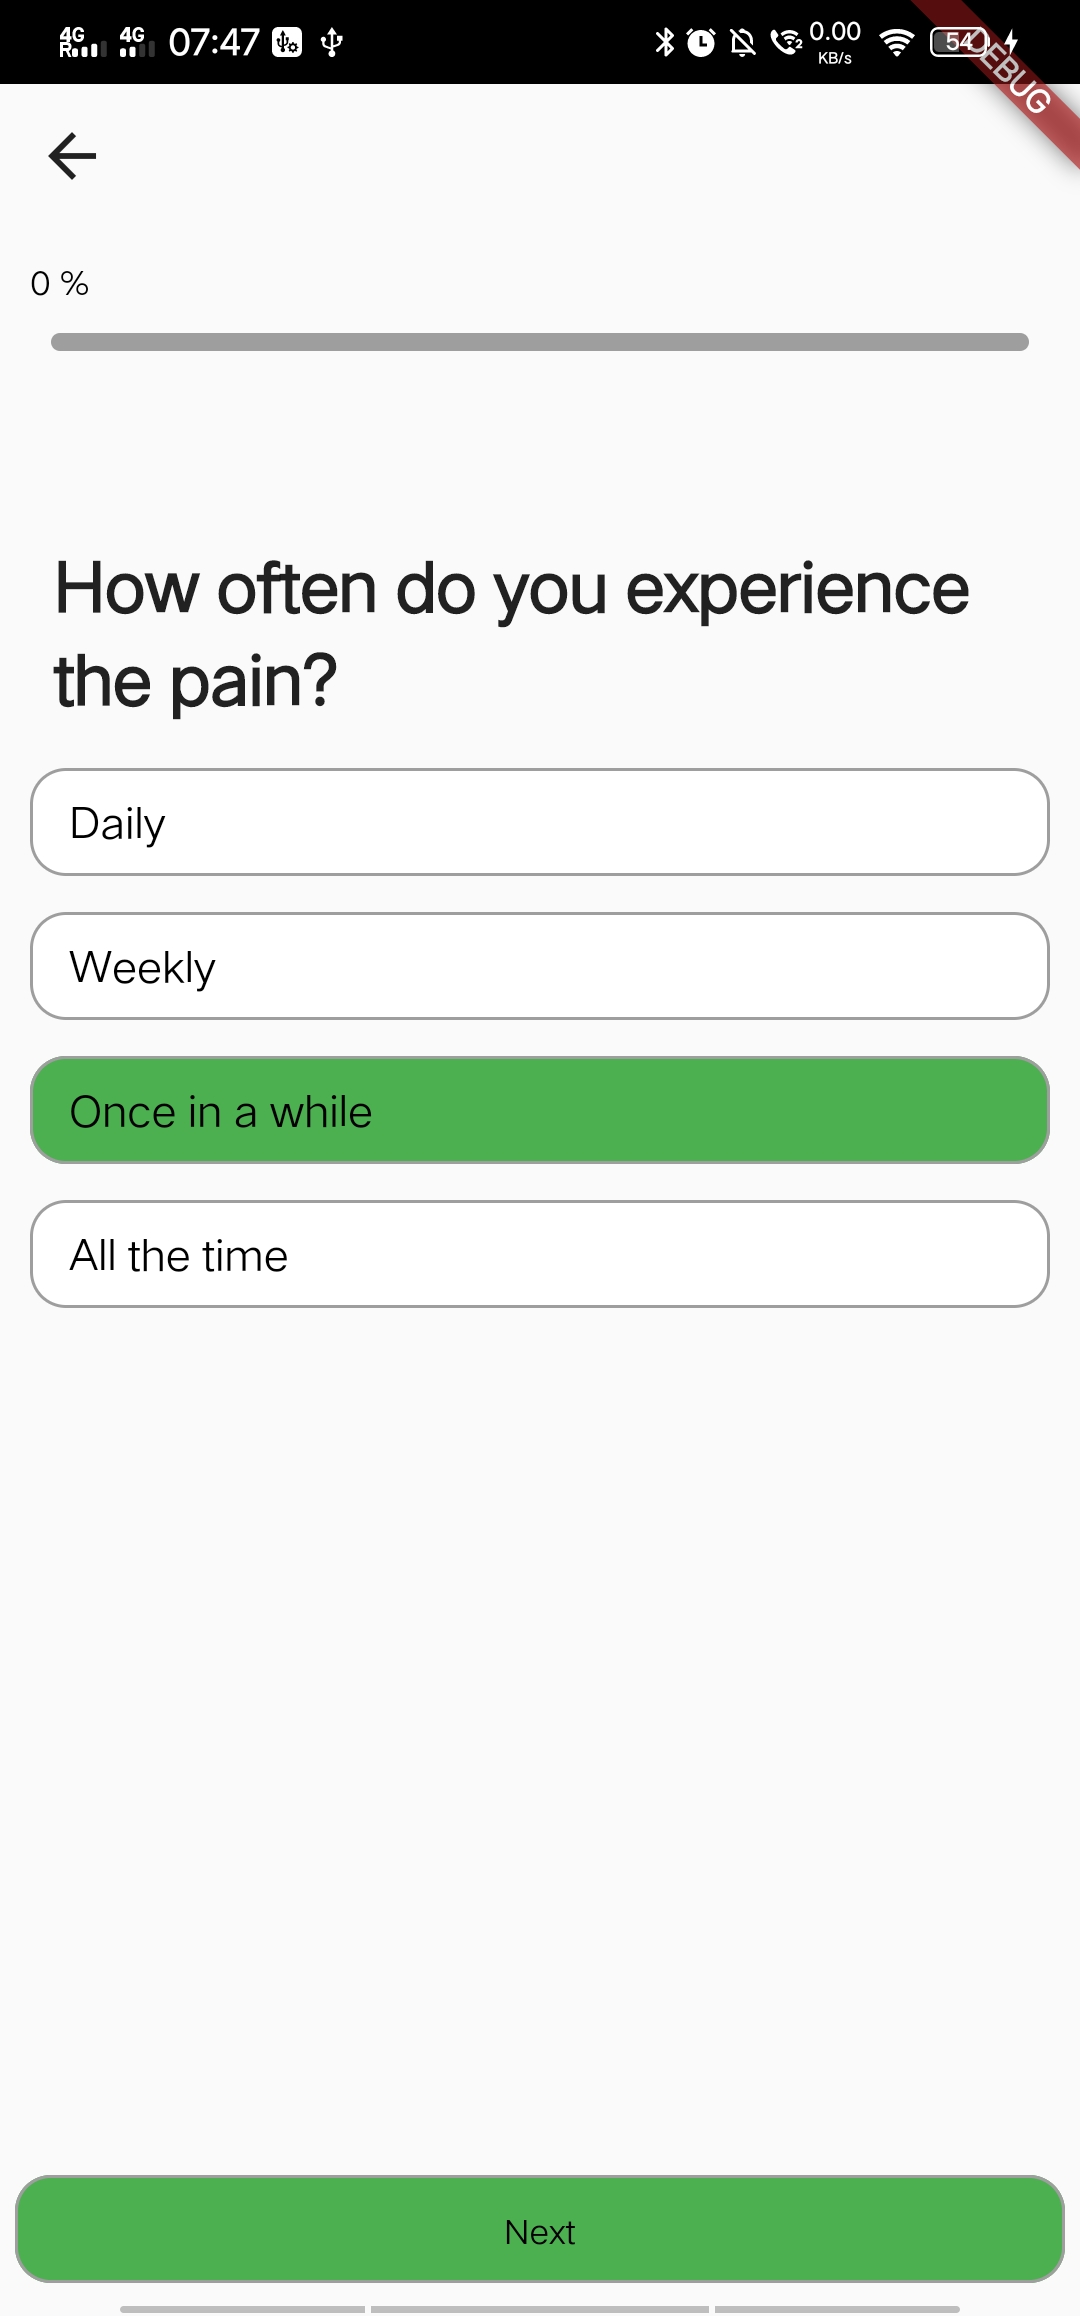 4G R 4G 07:47 0.00 KB/s 54
DEBUG
0 %
How often do you experience
the pain?
Daily
Weekly
Once in a while
All the time
Next